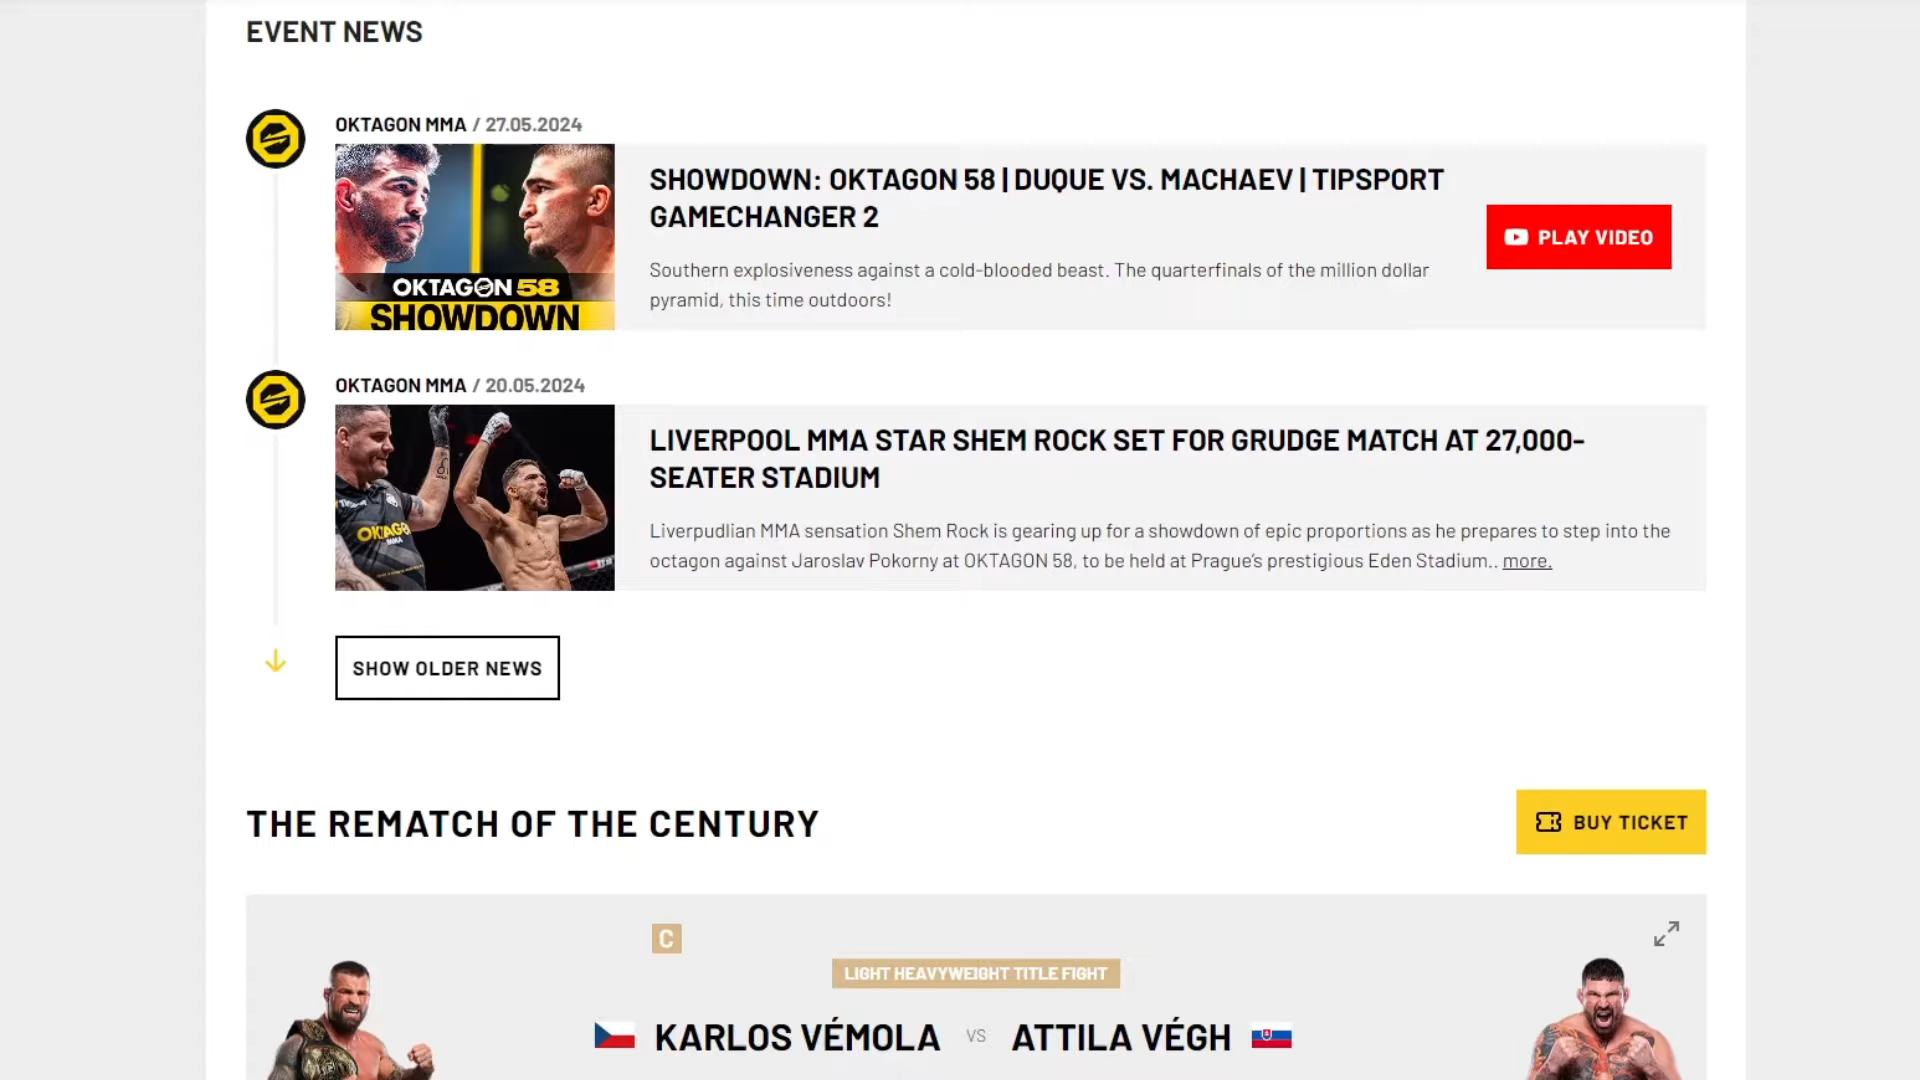 EVENT NEWS
OKTAGON MMA / 27.05.2024
OKTAGON 58
SHOWDOWN
SHOWDOWN: OKTAGON 58 | DUQUE VS. MACHAEV | TIPSPORT
GAMECHANGER 2
Southern explosiveness against a cold-blooded beast. The quarterfinals of the million dollar
pyramid, this time outdoors!
PLAY VIDEO
OKTAGON MMA / 20.05.2024
OKTAGO
MMA
LIVERPOOL MMA STAR SHEM ROCK SET FOR GRUDGE MATCH AT 27,000-
SEATER STADIUM
Liverpudlian MMA sensation Shem Rock is gearing up for a showdown of epic proportions as he prepares to step into the
octagon against Jaroslav Pokorny at OKTAGON 58, to be held at Prague’s prestigious Eden Stadium.. more.
SHOW OLDER NEWS
THE REMATCH OF THE CENTURY
BUY TICKET
C
LIGHT HEAVYWEIGHT TITLE FIGHT
KARLOS VÉMOLA VS ATTILA VÉGH